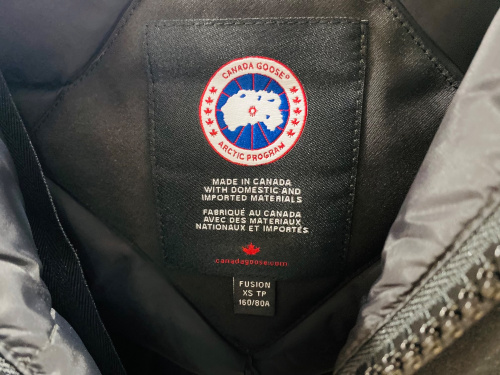 CANADA GOOSE®
ARCTIC PROGRAM
MADE IN CANADA
WITH DOMESTIC AND
IMPORTED MATERIALS
FABRIQUÉ AU CANADA
AVEC DES MATERIAUX
NATIONAUX ET IMPORTÉS
canadagoose.com
FUSION
XS TP
160/80A